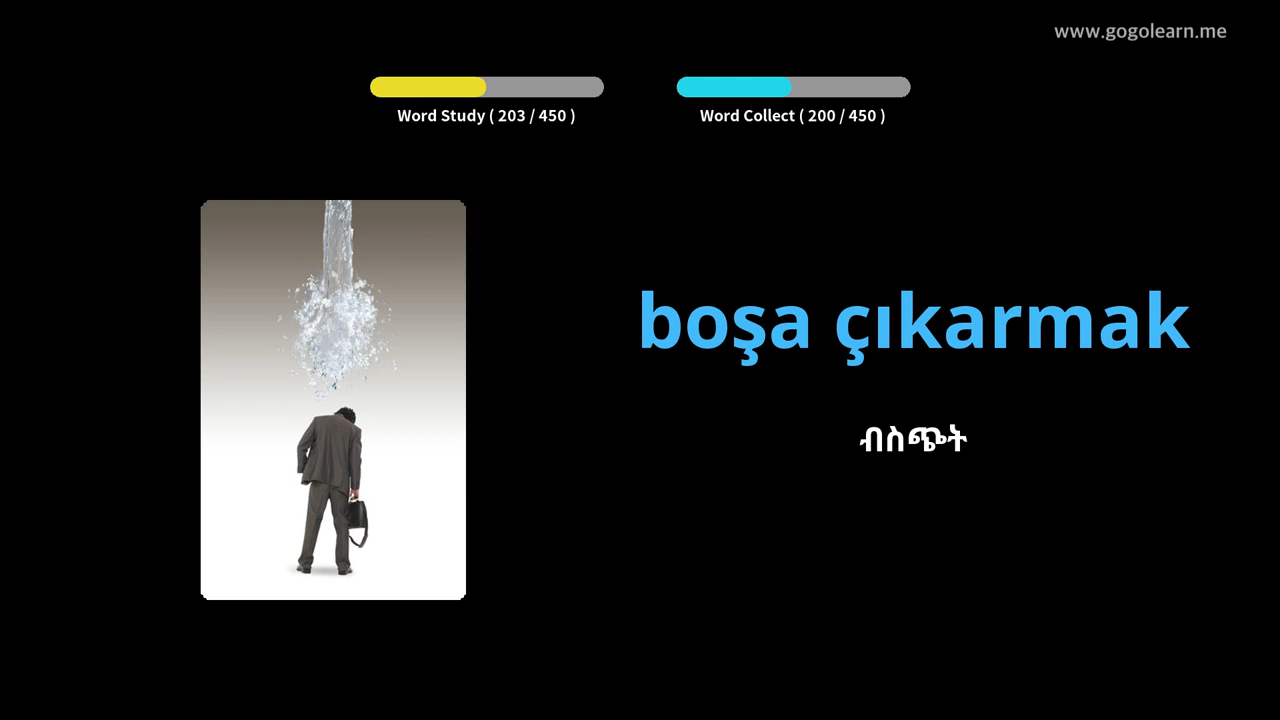 www.gogolearn.me
Word Study ( 203 / 450 )
Word Collect ( 200 / 450 )
boşa çıkarmak
ብስጭት